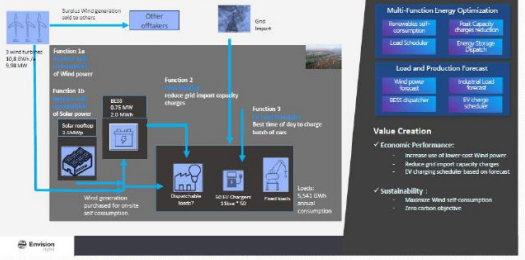 Surplus Wind generation
sold to others
Other
offtakers
Grid
Import
3 wind turbines
10,8 GWh /a
9,98 MW
Function 1a
of Wind power
Function 1b
of Solar power
BESS
0.75 MW
2.0 MWh
Solar rooftop
Function 2
reduce grid import capacity
charges
Function 3
Best time of day to charge
batch of cars
Dispatchable
loads?
50 EV Chargers
11kw * 50
Fixed loads
Loads:
5,541 GWh
annual
consumption
Wind generation
purchased for on-site
self consumption.
Envision
Multi-Function Energy Optimization
Renewables self-
consumption
Peak Capacity
charges reduction
Load Scheduler
Energy Storage
Dispatch
Load and Production Forecast
Wind power
forecast
Industrial Load
forecast
BESS dispatcher
EV charge
scheduler
Value Creation
✓ Economic Performance:
- Increase use of lower cost Wind power
- Reduce grid import capacity charges
- EV charging scheduler based on forecast
✓ Sustainability :
- Maximize Wind self-consumption
- Zero carbon objective